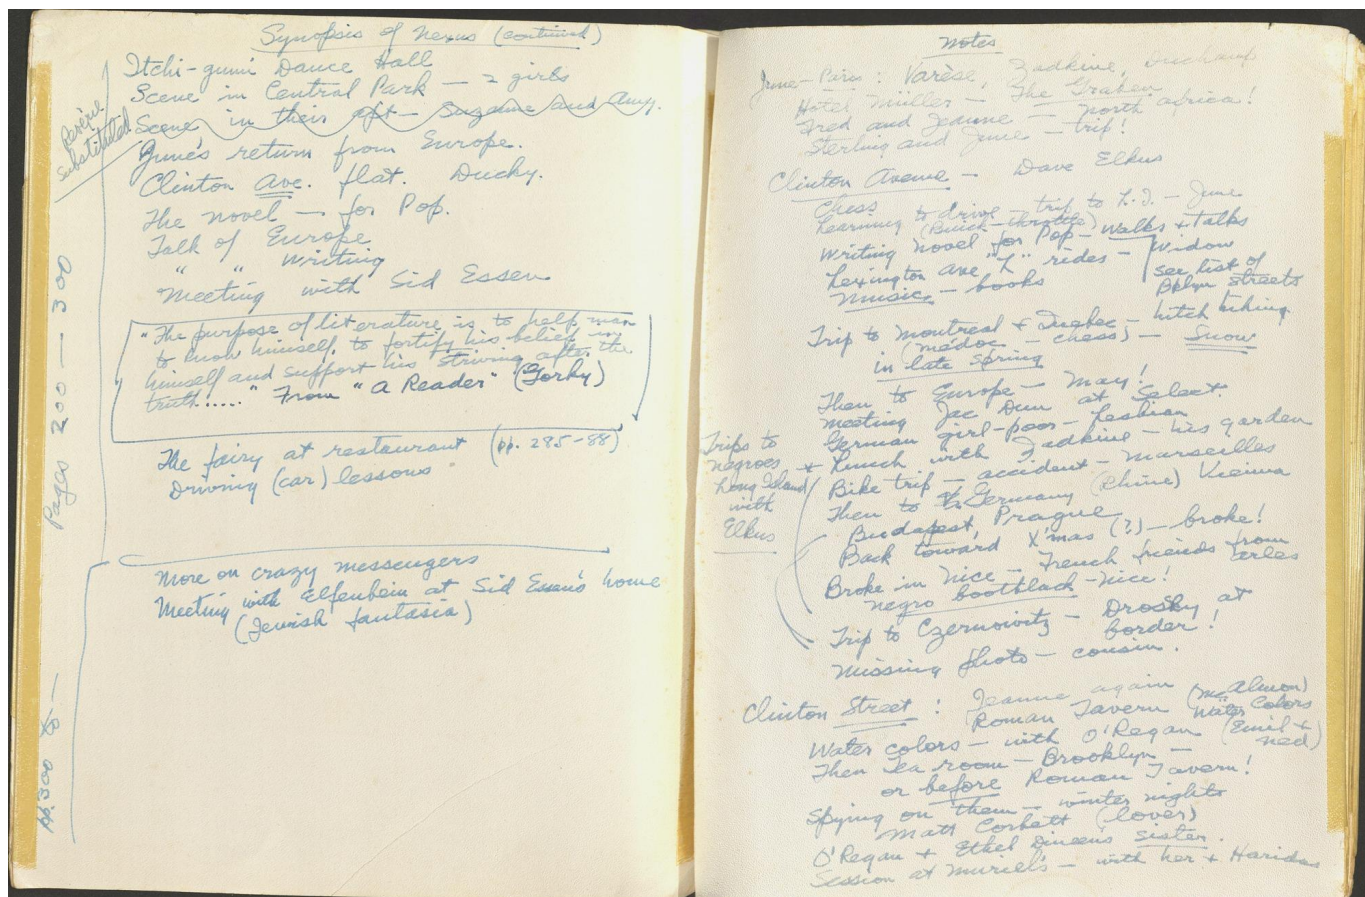 Synopsis of Nexus (continued)
Itchi-gumi Dance Hall
Scene in Central Park — 2 girls
Scene in their apt — Suzanne and Amy.
substituted
June's return from Europe.
Clinton Ave. flat. Ducky.
The novel — for Pop.
Talk of Europe
" " Writing
Meeting with Sid Essen
"The purpose of literature is to help man
to know himself, to fortify his belief in
himself and support his striving after the
truth....." From "A Reader" (Gorky)
The fairy at restaurant (pp. 285-88)
Driving (car) lessons
Pages 200 — 300
More on crazy messengers
Meeting with Elfenbein at Sid Essen's home
(Jewish fantasia)
pp. 300 to —
Notes
June — Paris : Varèse, Zadkine, Duchamp
Hotel Müller — The Graben
Fred and Jeanne — North Africa!
Sterling and June — trip!
Clinton Avenue — Dave Elkus
Chess
Learning to drive — trip to L.I. — June
(Buick-throttle)
Writing novel for Pop — Walks + talks
Lexington Ave "L" rides — Widow
Music — books
see list of
Bklyn Streets
Trip to Montreal + Quebec — hitch hiking
(Medoc — chess) — Snow
in late Spring
Then to Europe — May!
Meeting Jac Dun at Select.
German girl-poor — Lesbian
Lunch with Zadkine — his garden
Bike trip — accident — Marseilles
Then to Germany (Rhine) Vienna
Budapest, Prague
Back toward X'mas (?) — broke!
Broke in Nice — French friends from Arles
negro bootblack — Nice!
Trips to
negroes +
Long Island
with
Elkus
Trip to Czernowitz — Drosky at
border!
Missing photo — cousin.
Clinton Street : Jeanne again (McAlmon)
Roman Tavern Water Colors
Water colors — with O'Regan (Emil +
Ned)
Then Tea room — Brooklyn —
or before Roman Tavern!
Spying on them — winter nights
Matt Corbett (lover)
O'Regan + Ethel Dineen's sister.
Session at Muriel's — with her + Haridas